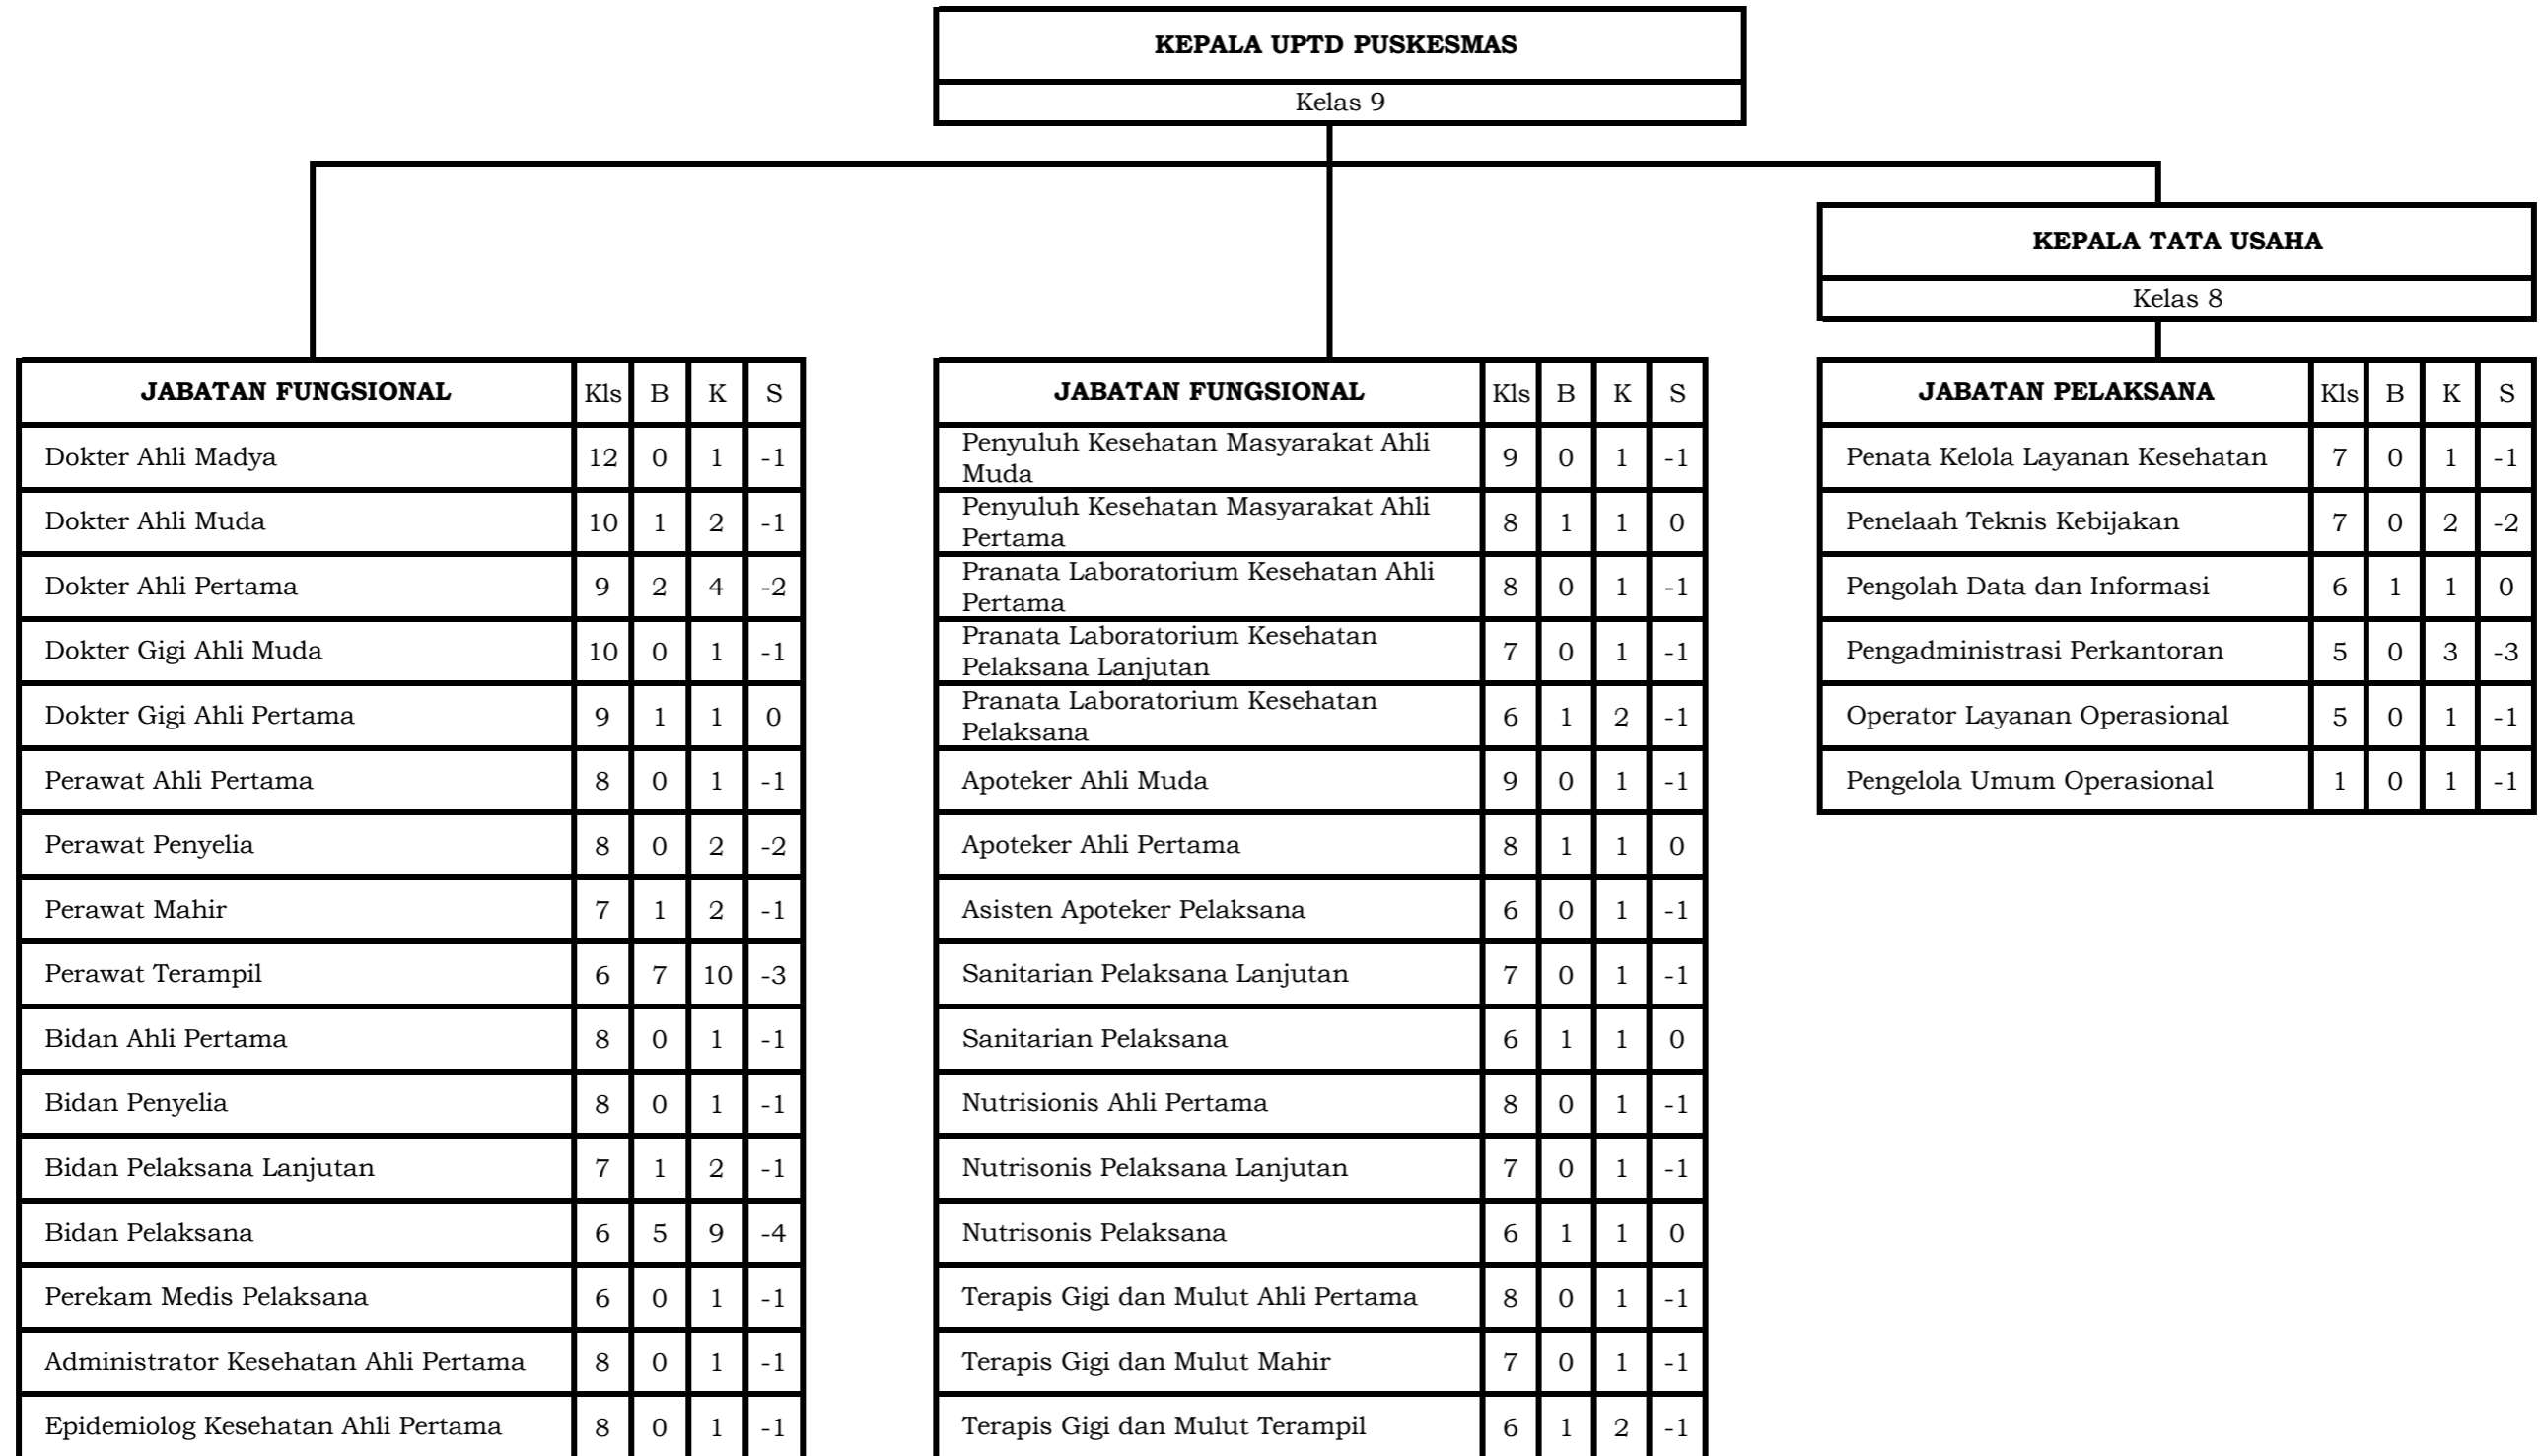 KEPALA UPTD PUSKESMAS
Kelas 9
KEPALA TATA USAHA
Kelas 8
JABATAN FUNGSIONAL Kls B K S
Dokter Ahli Madya 12 0 1 -1
Dokter Ahli Muda 10 1 2 -1
Dokter Ahli Pertama 9 2 4 -2
Dokter Gigi Ahli Muda 10 0 1 -1
Dokter Gigi Ahli Pertama 9 1 1 0
Perawat Ahli Pertama 8 0 1 -1
Perawat Penyelia 8 0 2 -2
Perawat Mahir 7 1 2 -1
Perawat Terampil 6 7 10 -3
Bidan Ahli Pertama 8 0 1 -1
Bidan Penyelia 8 0 1 -1
Bidan Pelaksana Lanjutan 7 1 2 -1
Bidan Pelaksana 6 5 9 -4
Perekam Medis Pelaksana 6 0 1 -1
Administrator Kesehatan Ahli Pertama 8 0 1 -1
Epidemiolog Kesehatan Ahli Pertama 8 0 1 -1
JABATAN FUNGSIONAL Kls B K S
Penyuluh Kesehatan Masyarakat Ahli
Muda 9 0 1 -1
Penyuluh Kesehatan Masyarakat Ahli
Pertama 8 1 1 0
Pranata Laboratorium Kesehatan Ahli
Pertama 8 0 1 -1
Pranata Laboratorium Kesehatan
Pelaksana Lanjutan 7 0 1 -1
Pranata Laboratorium Kesehatan
Pelaksana 6 1 2 -1
Apoteker Ahli Muda 9 0 1 -1
Apoteker Ahli Pertama 8 1 1 0
Asisten Apoteker Pelaksana 6 0 1 -1
Sanitarian Pelaksana Lanjutan 7 0 1 -1
Sanitarian Pelaksana 6 1 1 0
Nutrisionis Ahli Pertama 8 0 1 -1
Nutrisonis Pelaksana Lanjutan 7 0 1 -1
Nutrisonis Pelaksana 6 1 1 0
Terapis Gigi dan Mulut Ahli Pertama 8 0 1 -1
Terapis Gigi dan Mulut Mahir 7 0 1 -1
Terapis Gigi dan Mulut Terampil 6 1 2 -1
JABATAN PELAKSANA Kls B K S
Penata Kelola Layanan Kesehatan 7 0 1 -1
Penelaah Teknis Kebijakan 7 0 2 -2
Pengolah Data dan Informasi 6 1 1 0
Pengadministrasi Perkantoran 5 0 3 -3
Operator Layanan Operasional 5 0 1 -1
Pengelola Umum Operasional 1 0 1 -1